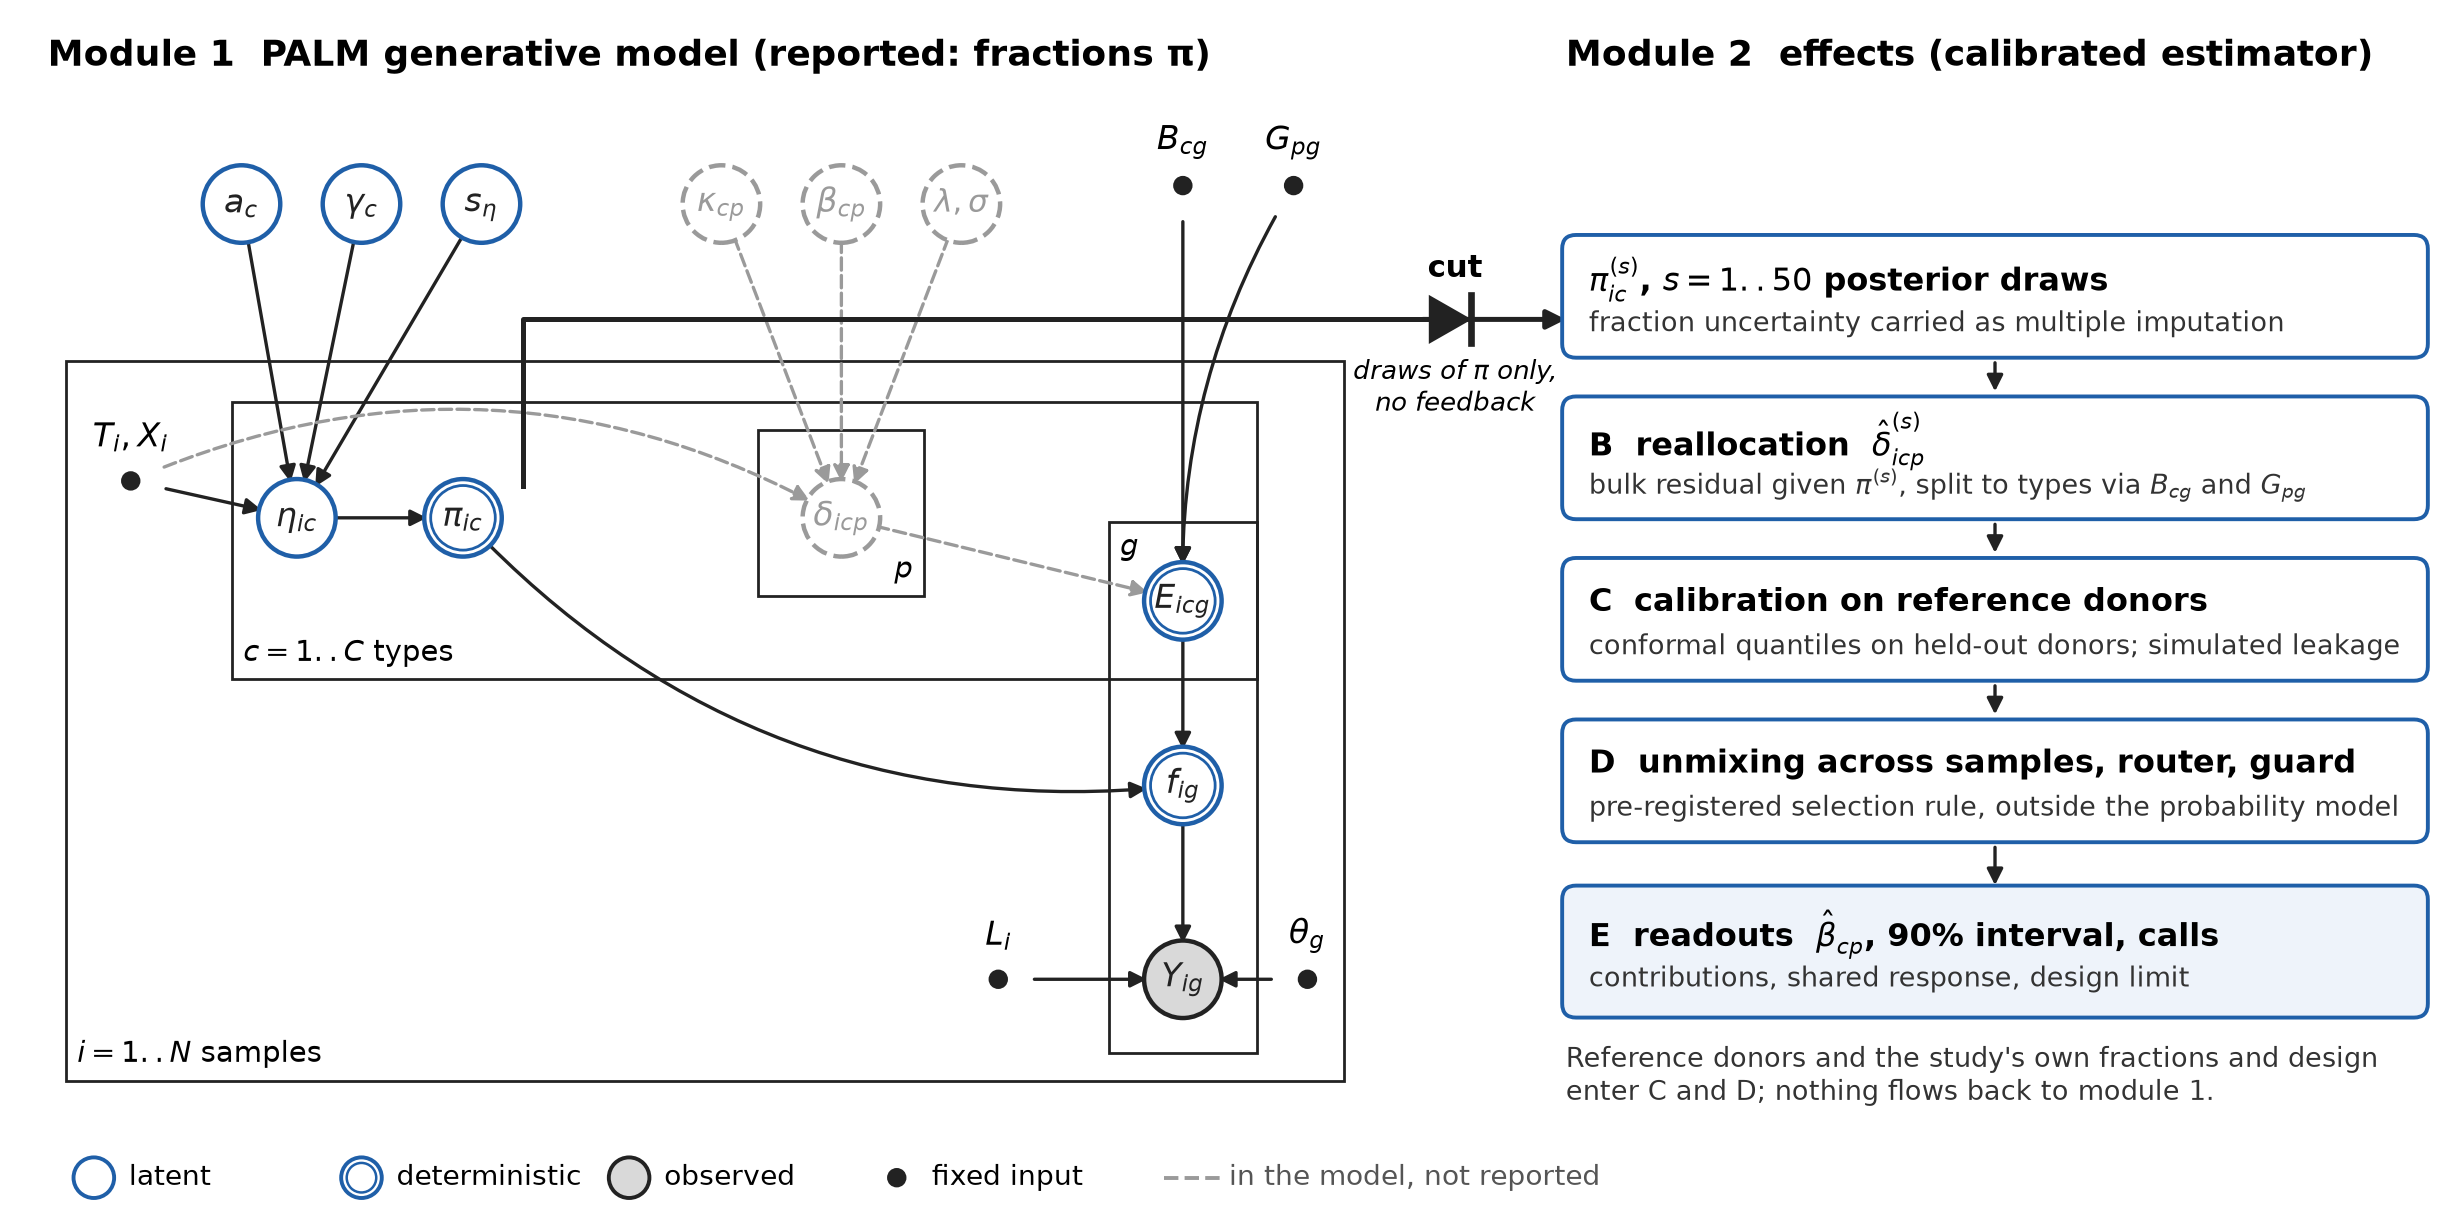 Module 1  PALM generative model (reported: fractions π)
Module 2  effects (calibrated estimator)
B_cg
G_pg
a_c
γ_c
s_η
κ_cp
β_cp
λ, σ
cut
draws of π only,
no feedback
T_i, X_i
η_ic
π_ic
δ_icp
p
g
E_icg
c = 1..C types
f_ig
L_i
Y_ig
θ_g
i = 1..N samples
π_ic^(s), s = 1..50 posterior draws
fraction uncertainty carried as multiple imputation
B  reallocation  δ̂_icp^(s)
bulk residual given π^(s), split to types via B_cg and G_pg
C  calibration on reference donors
conformal quantiles on held-out donors; simulated leakage
D  unmixing across samples, router, guard
pre-registered selection rule, outside the probability model
E  readouts  β̂_cp, 90% interval, calls
contributions, shared response, design limit
Reference donors and the study's own fractions and design
enter C and D; nothing flows back to module 1.
latent
deterministic
observed
fixed input
in the model, not reported